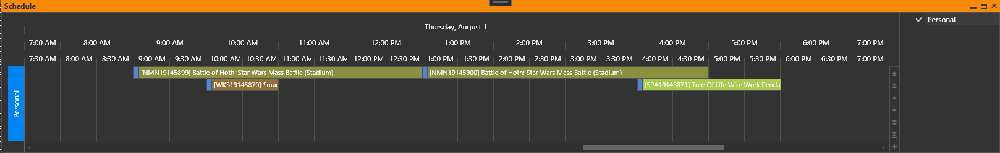 Schedule
Thursday, August 1
Personal
7:00 AM 8:00 AM 9:00 AM 10:00 AM 11:00 AM 12:00 PM 1:00 PM 2:00 PM 3:00 PM 4:00 PM 5:00 PM 6:00 PM 7:00 PM
7:30 AM 8:00 AM 8:30 AM 9:00 AM 9:30 AM 10:00 AM 10:30 AM 11:00 AM 11:30 AM 12:00 PM 12:30 PM 1:00 PM 1:30 PM 2:00 PM 2:30 PM 3:00 PM 3:30 PM 4:00 PM 4:30 PM 5:00 PM 5:30 PM 6:00 PM 6:30 PM 7:00 PM
[NMN19145899] Battle of Hoth: Star Wars Mass Battle (Stadium) [NMN19145900] Battle of Hoth: Star Wars Mass Battle (Stadium)
[WKS19145870] Smar [SPA19145871] Tree Of Life Wire Work Penda
Personal